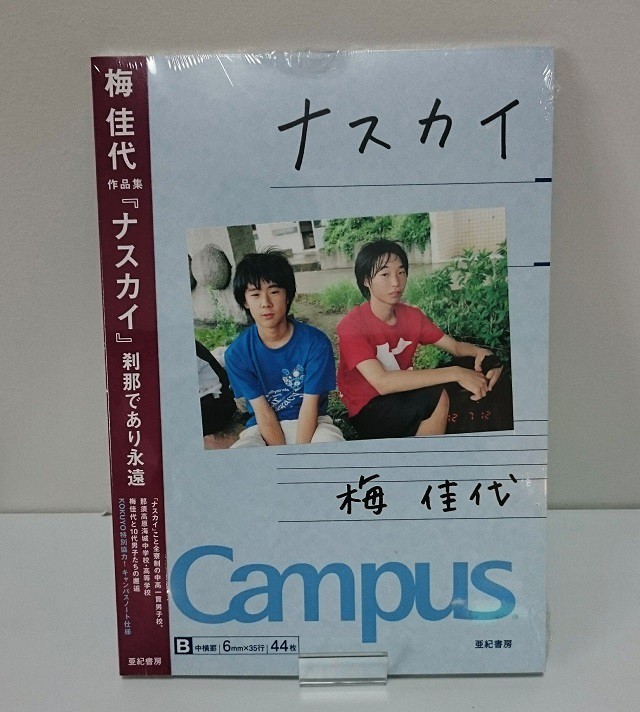 梅 佳代
作品集
『ナスカイ』
刹那であり永遠
「ナスカイ」こと全寮制の中高一貫男子校、
那須高原海城中学校・高等学校
梅佳代と10代男子たちの邂逅
KOKUYO特別協力!キャンパスノート仕様
亜紀書房
ナスカイ
12 7 12
梅 佳代
Campus
B 中横罫 6mm×35行 44枚
亜紀書房